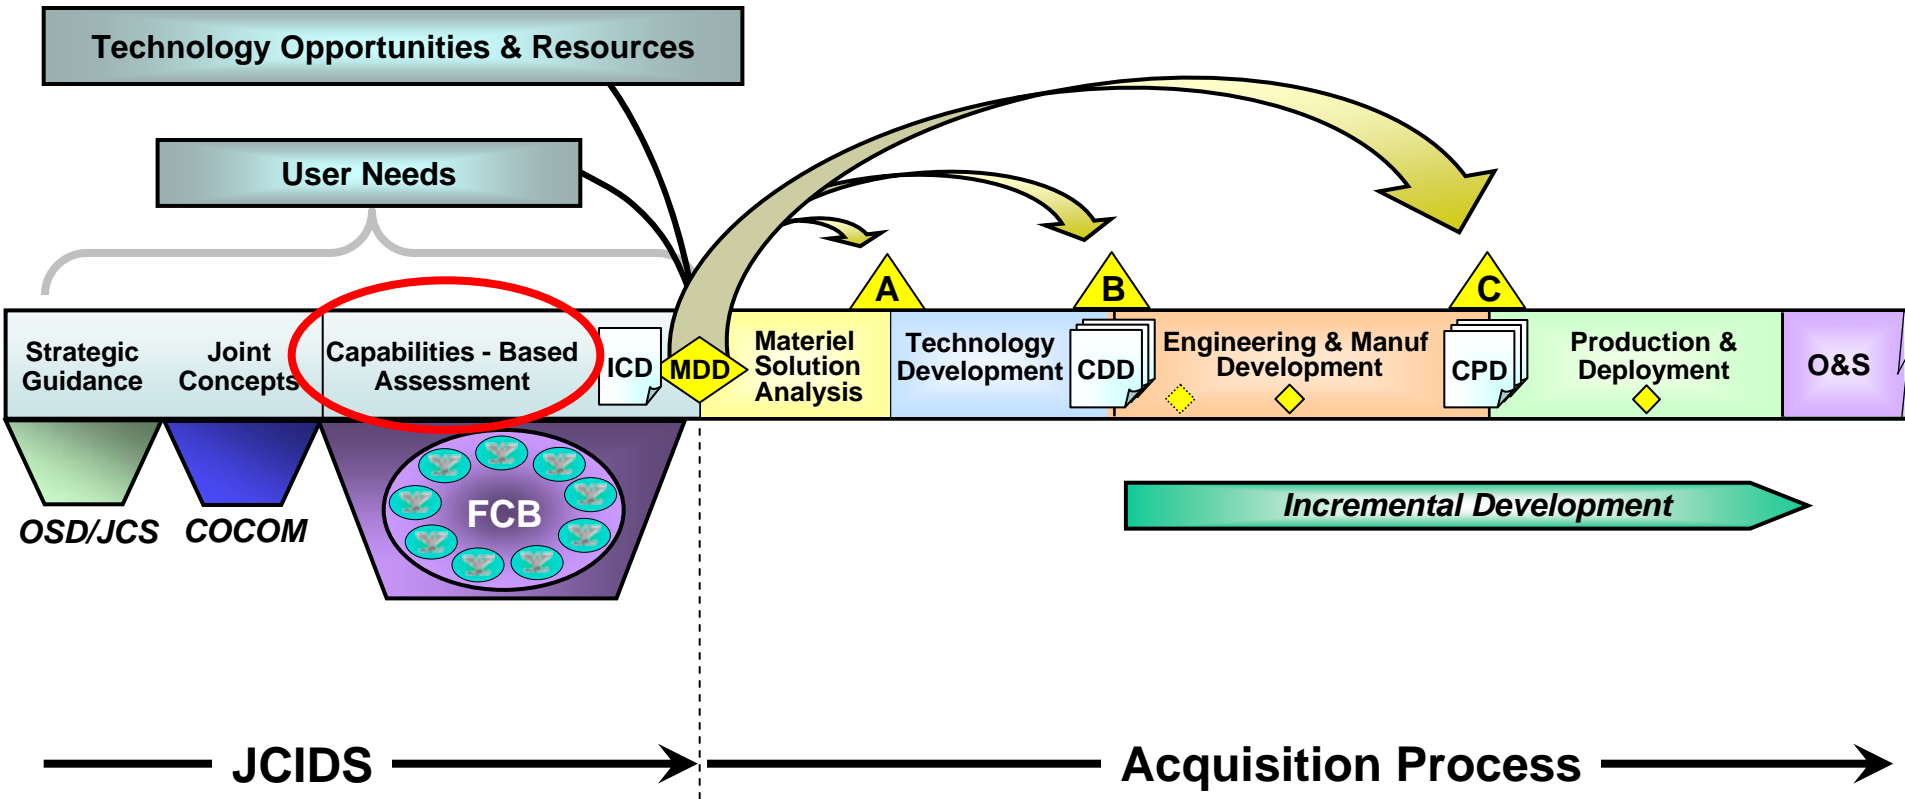 Technology Opportunities & Resources
User Needs
A
B
C
Strategic
Guidance
Joint
Concepts
Capabilities - Based
Assessment
ICD
MDD
Materiel
Solution
Analysis
Technology
Development
CDD
Engineering & Manuf
Development
CPD
Production &
Deployment
O&S
OSD/JCS
COCOM
FCB
Incremental Development
JCIDS
Acquisition Process